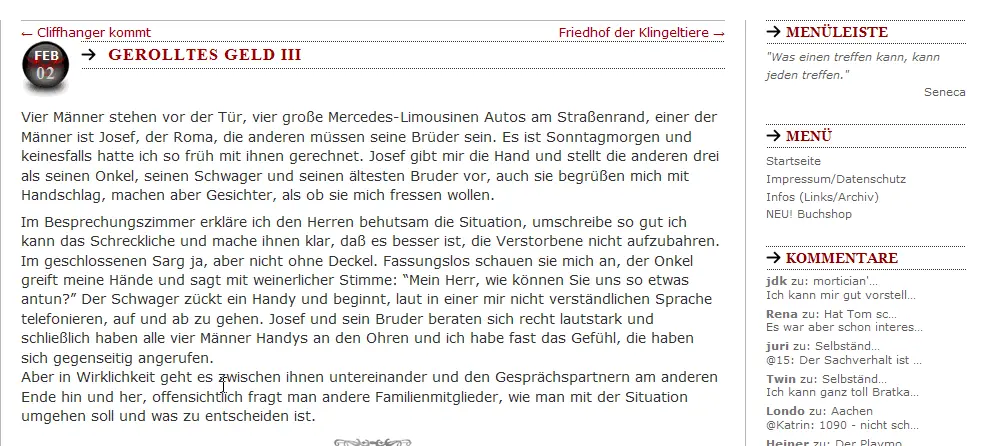 ← Cliffhanger kommt
Friedhof der Klingeltiere →
FEB
02
→ GEROLLTES GELD III
Vier Männer stehen vor der Tür, vier große Mercedes-Limousinen Autos am Straßenrand, einer der
Männer ist Josef, der Roma, die anderen müssen seine Brüder sein. Es ist Sonntagmorgen und
keinesfalls hatte ich so früh mit ihnen gerechnet. Josef gibt mir die Hand und stellt die anderen drei
als seinen Onkel, seinen Schwager und seinen ältesten Bruder vor, auch sie begrüßen mich mit
Handschlag, machen aber Gesichter, als ob sie mich fressen wollen.
Im Besprechungszimmer erkläre ich den Herren behutsam die Situation, umschreibe so gut ich
kann das Schreckliche und mache ihnen klar, daß es besser ist, die Verstorbene nicht aufzubahren.
Im geschlossenen Sarg ja, aber nicht ohne Deckel. Fassungslos schauen sie mich an, der Onkel
greift meine Hände und sagt mit weinerlicher Stimme: “Mein Herr, wie können Sie uns so etwas
antun?” Der Schwager zückt ein Handy und beginnt, laut in einer mir nicht verständlichen Sprache
telefonieren, auf und ab zu gehen. Josef und sein Bruder beraten sich recht lautstark und
schließlich haben alle vier Männer Handys an den Ohren und ich habe fast das Gefühl, die haben
sich gegenseitig angerufen.
Aber in Wirklichkeit geht es zwischen ihnen untereinander und den Gesprächspartnern am anderen
Ende hin und her, offensichtlich fragt man andere Familienmitglieder, wie man mit der Situation
umgehen soll und was zu entscheiden ist.
→ MENÜLEISTE
"Was einen treffen kann, kann
jeden treffen."
Seneca
→ MENÜ
Startseite
Impressum/Datenschutz
Infos (Links/Archiv)
NEU! Buchshop
→ KOMMENTARE
jdk zu: mortician'...
Ich kann mir gut vorstell...
Rena zu: Hat Tom sc...
Es war aber schon interes...
juri zu: Selbständ...
@15: Der Sachverhalt ist ...
Twin zu: Selbständ...
Ich kann ganz toll Bratka...
Londo zu: Aachen
@Katrin: 1090 - nicht sch...
Heiner zu: Der Playmo